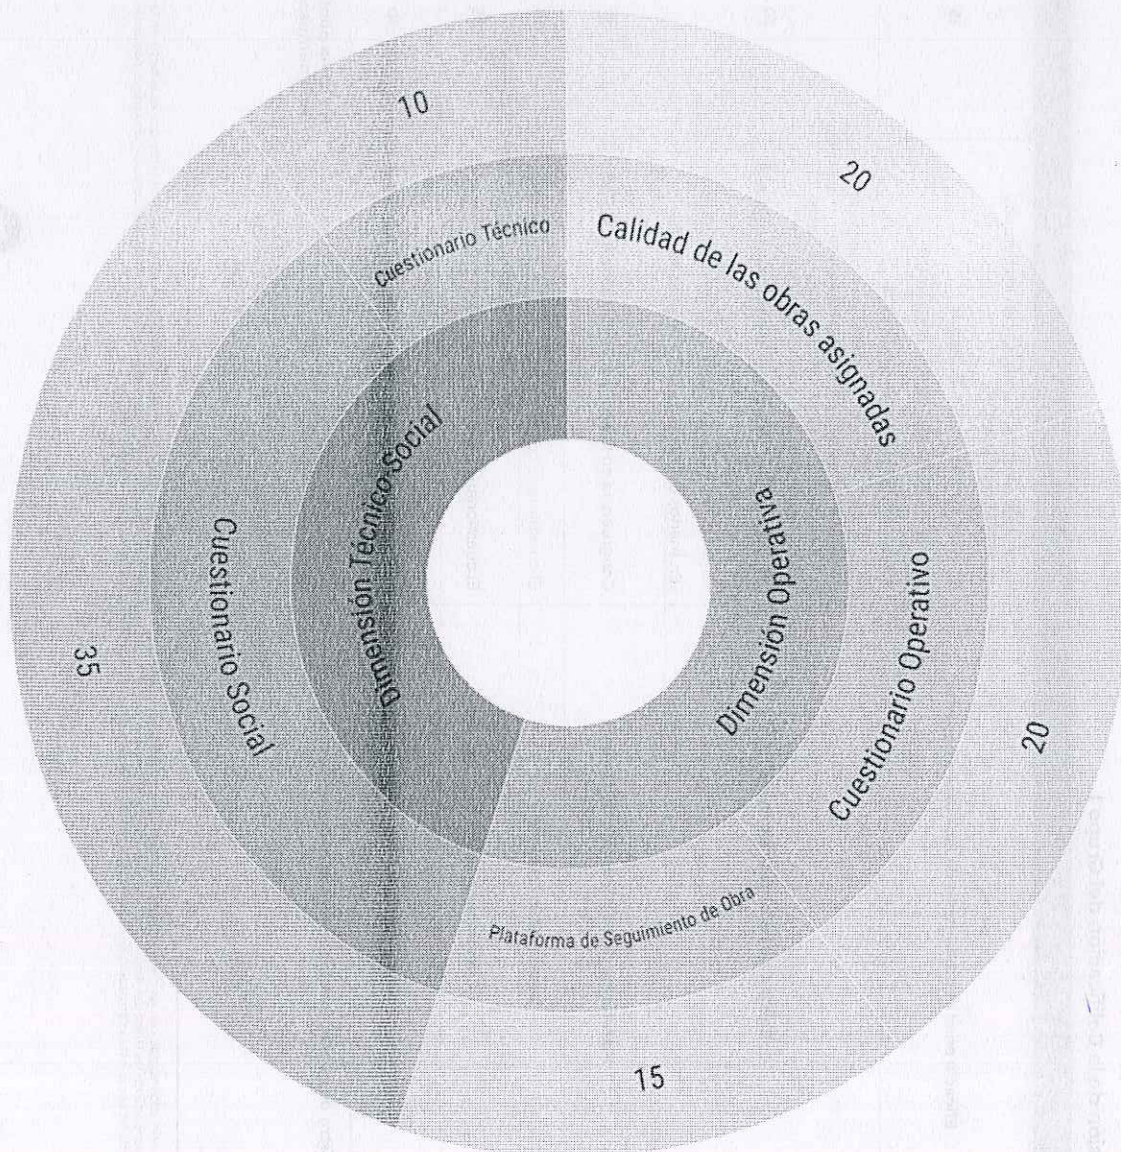 Dimensión Operativa
Calidad de las obras asignadas
20
Cuestionario Operativo
20
Plataforma de Seguimiento de Obra
15
Dimensión Técnico-Social
Cuestionario Social
35
Cuestionario Técnico
10